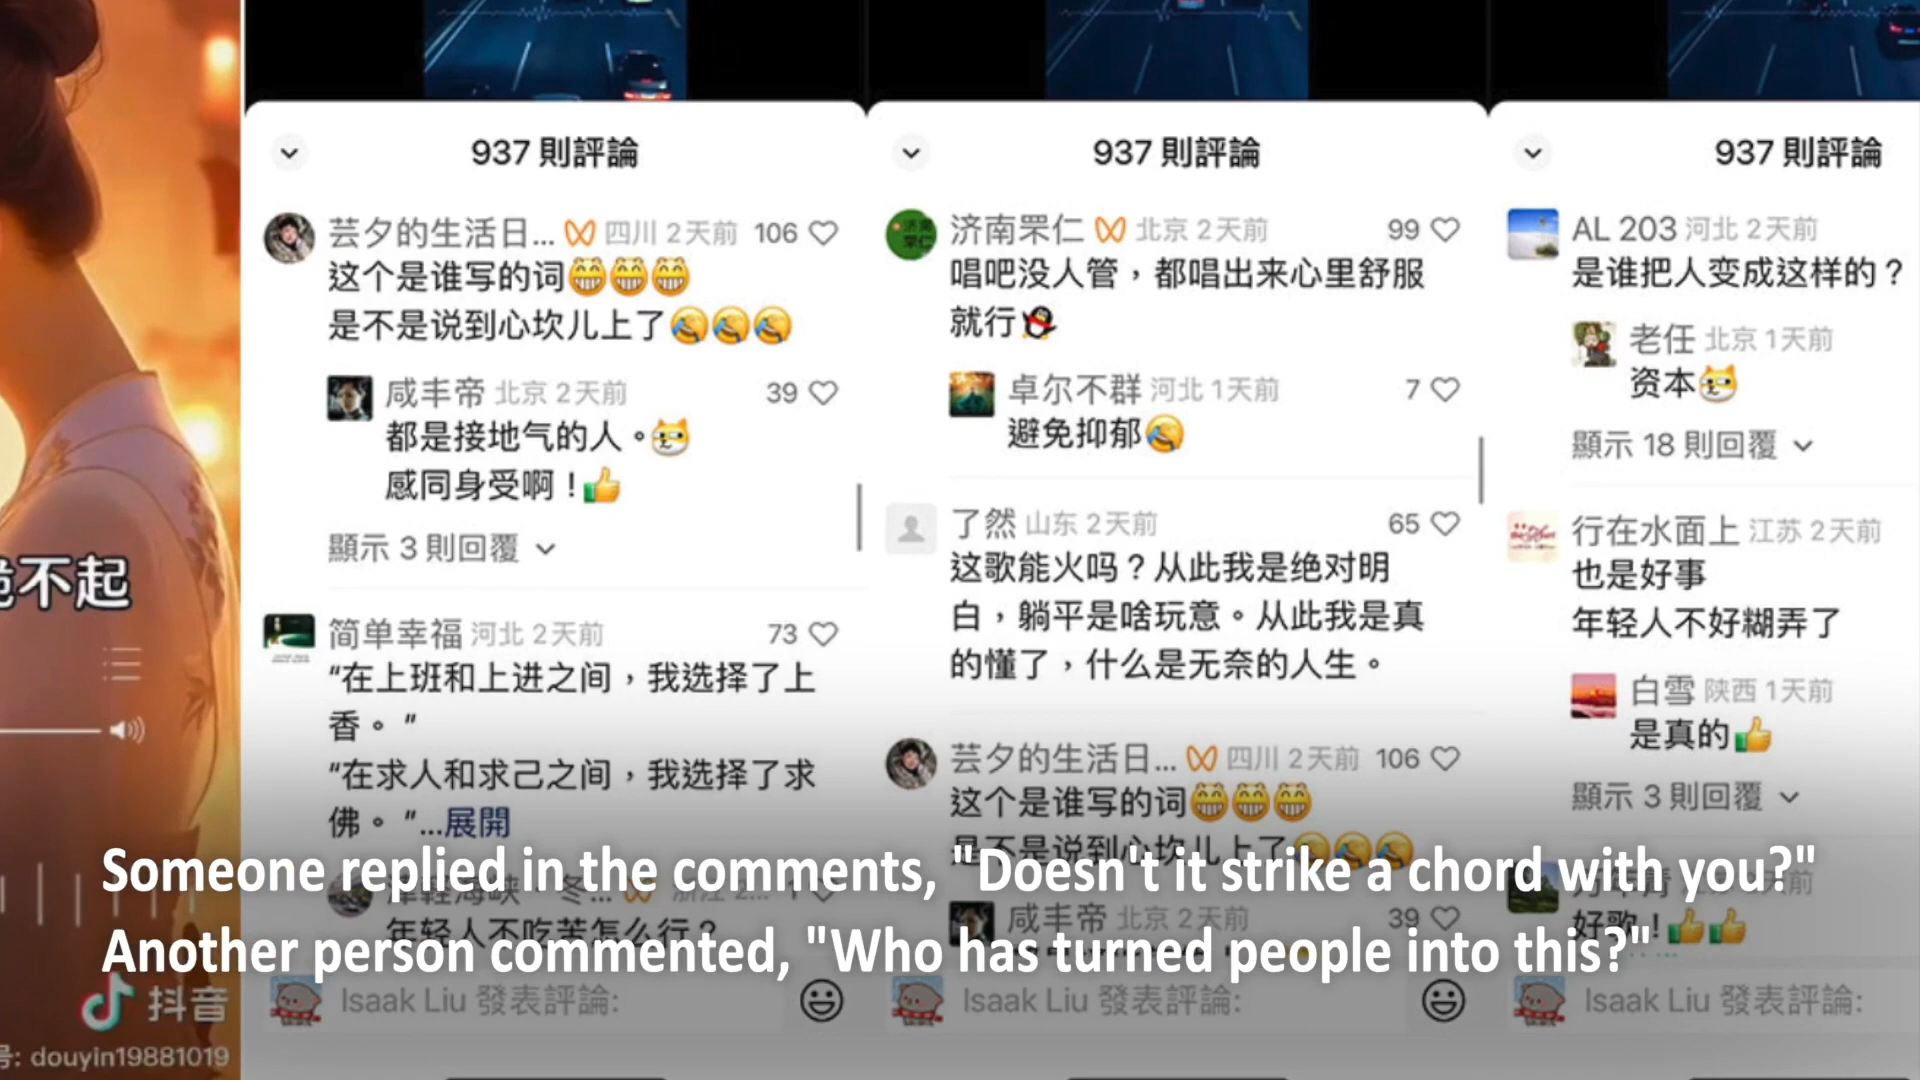 不起
抖音
号: douyin19881019
937 則評論
芸夕的生活日... 四川 2天前 106
这个是谁写的词😁😁😁
是不是说到心坎儿上了
咸丰帝 北京 2天前 39
都是接地气的人。
感同身受啊！👍
顯示 3 則回覆
简单幸福 河北 2天前 73
“在上班和上进之间，我选择了上
香。”
“在求人和求己之间，我选择了求
佛。”...展開
年轻人不吃苦怎么行？
Isaak Liu 發表評論:
937 則評論
济南罘仁 北京 2天前 99
唱吧没人管，都唱出来心里舒服
就行🐧
卓尔不群 河北 1天前 7
避免抑郁
了然 山东 2天前 65
这歌能火吗？从此我是绝对明
白，躺平是啥玩意。从此我是真
的懂了，什么是无奈的人生。
芸夕的生活日... 四川 2天前 106
这个是谁写的词😁😁😁
是不是说到心坎儿上了
咸丰帝 北京 2天前 39
Isaak Liu 發表評論:
937 則評論
AL 203 河北 2天前
是谁把人变成这样的？
老任 北京 1天前
资本
顯示 18 則回覆
行在水面上 江苏 2天前
也是好事
年轻人不好糊弄了
白雪 陕西 1天前
是真的👍
顯示 3 則回覆
好歌！👍👍
Isaak Liu 發表評論:
Someone replied in the comments, "Doesn't it strike a chord with you?"
Another person commented, "Who has turned people into this?"